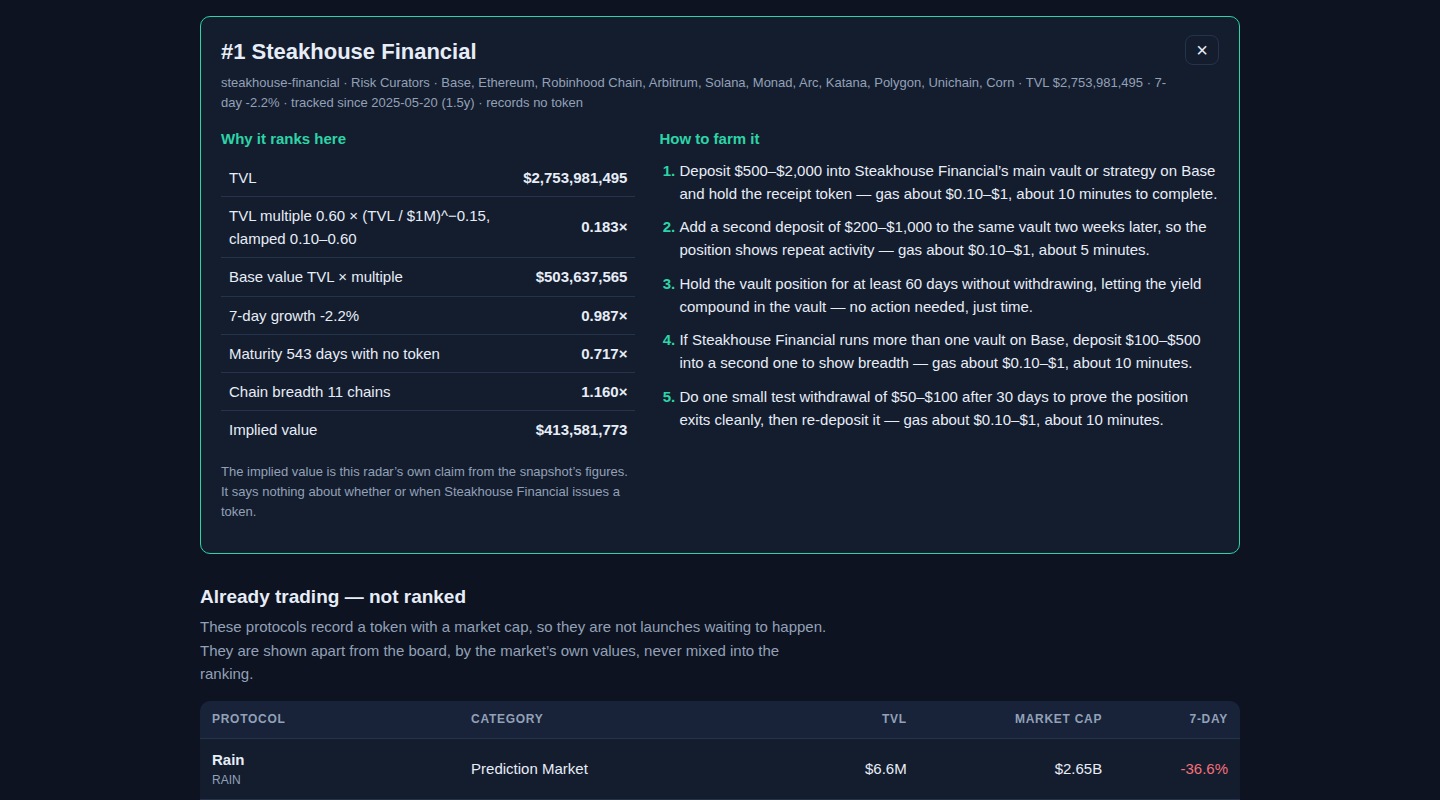 #1 Steakhouse Financial
✕
steakhouse-financial · Risk Curators · Base, Ethereum, Robinhood Chain, Arbitrum, Solana, Monad, Arc, Katana, Polygon, Unichain, Corn · TVL $2,753,981,495 · 7-
day -2.2% · tracked since 2025-05-20 (1.5y) · records no token
Why it ranks here
TVL $2,753,981,495
TVL multiple 0.60 × (TVL / $1M)^−0.15,
clamped 0.10–0.60 0.183×
Base value TVL × multiple $503,637,565
7-day growth -2.2% 0.987×
Maturity 543 days with no token 0.717×
Chain breadth 11 chains 1.160×
Implied value $413,581,773
The implied value is this radar’s own claim from the snapshot’s figures.
It says nothing about whether or when Steakhouse Financial issues a
token.
How to farm it
1. Deposit $500–$2,000 into Steakhouse Financial’s main vault or strategy on Base
and hold the receipt token — gas about $0.10–$1, about 10 minutes to complete.
2. Add a second deposit of $200–$1,000 to the same vault two weeks later, so the
position shows repeat activity — gas about $0.10–$1, about 5 minutes.
3. Hold the vault position for at least 60 days without withdrawing, letting the yield
compound in the vault — no action needed, just time.
4. If Steakhouse Financial runs more than one vault on Base, deposit $100–$500
into a second one to show breadth — gas about $0.10–$1, about 10 minutes.
5. Do one small test withdrawal of $50–$100 after 30 days to prove the position
exits cleanly, then re-deposit it — gas about $0.10–$1, about 10 minutes.
Already trading — not ranked
These protocols record a token with a market cap, so they are not launches waiting to happen.
They are shown apart from the board, by the market’s own values, never mixed into the
ranking.
PROTOCOL CATEGORY TVL MARKET CAP 7-DAY
Rain Prediction Market $6.6M $2.65B -36.6%
RAIN